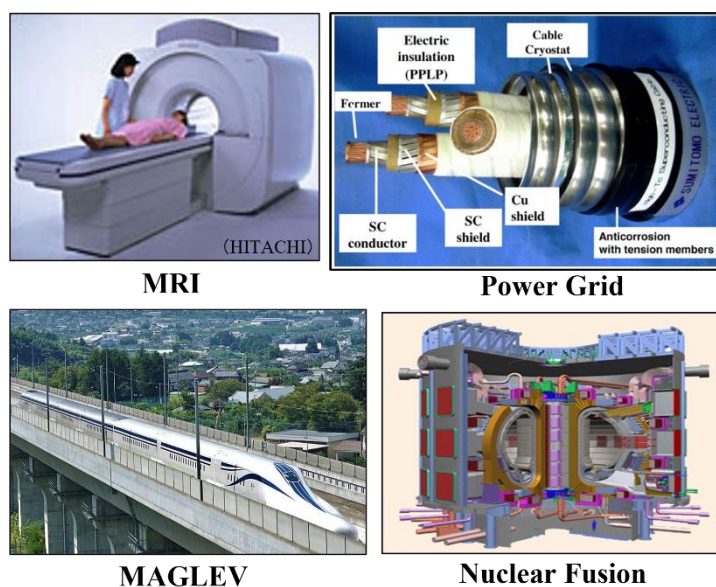 (HITACHI)
MRI
Electric
insulation
(PPLP)
Cable
Cryostat
Former
SC
conductor
SC
shield
Cu
shield
Anticorrosion
with tension members
SUMITOMO ELECTRIC
Power Grid
MAGLEV
Nuclear Fusion